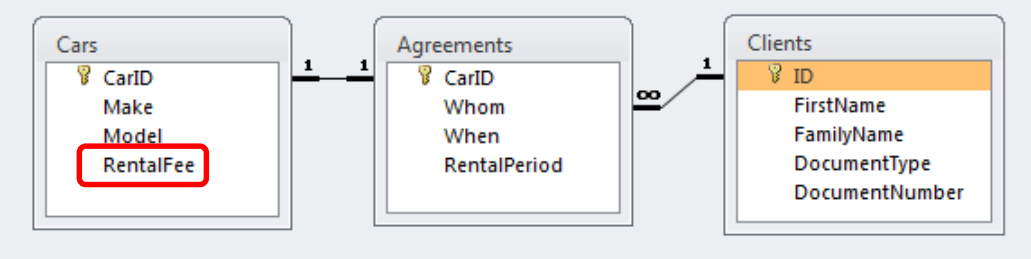 Cars
CarID
Make
Model
RentalFee
1 1
Agreements
CarID
Whom
When
RentalPeriod
∞ 1
Clients
ID
FirstName
FamilyName
DocumentType
DocumentNumber